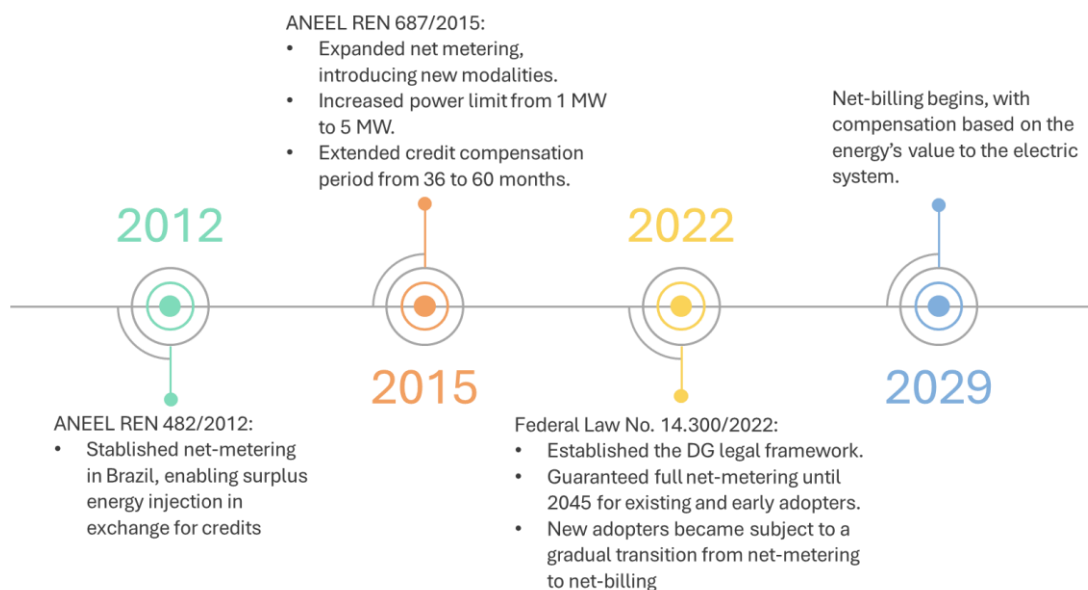 2012
ANEEL REN 482/2012:
• Stablished net-metering
in Brazil, enabling surplus
energy injection in
exchange for credits
ANEEL REN 687/2015:
• Expanded net metering,
introducing new modalities.
• Increased power limit from 1 MW
to 5 MW.
• Extended credit compensation
period from 36 to 60 months.
2015
2022
Federal Law No. 14.300/2022:
• Established the DG legal framework.
• Guaranteed full net-metering until
2045 for existing and early adopters.
• New adopters became subject to a
gradual transition from net-metering
to net-billing
Net-billing begins, with
compensation based on the
energy’s value to the electric
system.
2029